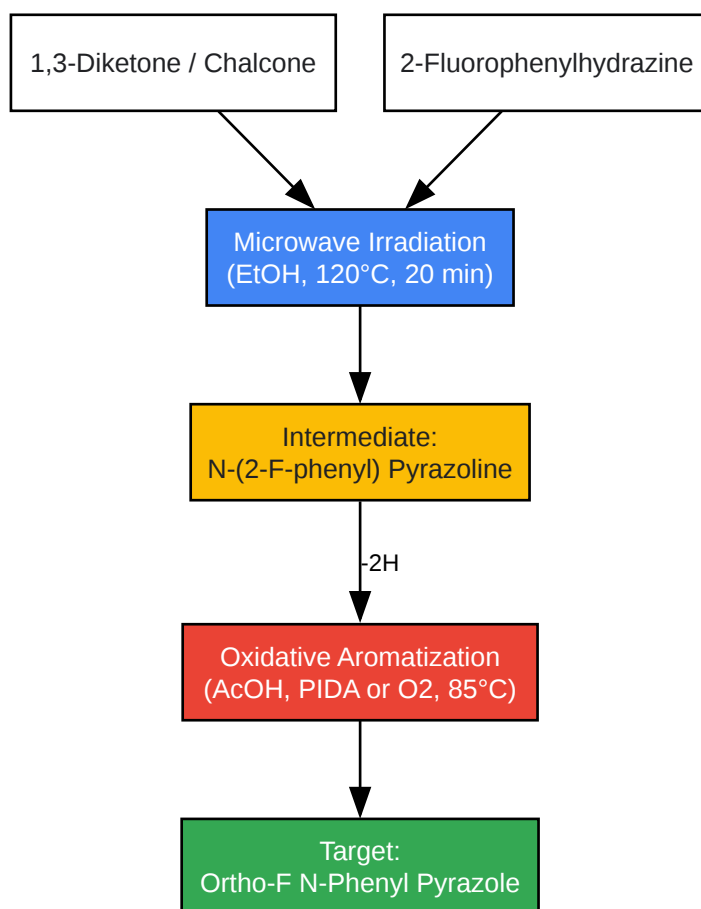 1,3-Diketone / Chalcone
2-Fluorophenylhydrazine
Microwave Irradiation
(EtOH, 120°C, 20 min)
Intermediate:
N-(2-F-phenyl) Pyrazoline
-2H
Oxidative Aromatization
(AcOH, PIDA or O2, 85°C)
Target:
Ortho-F N-Phenyl Pyrazole